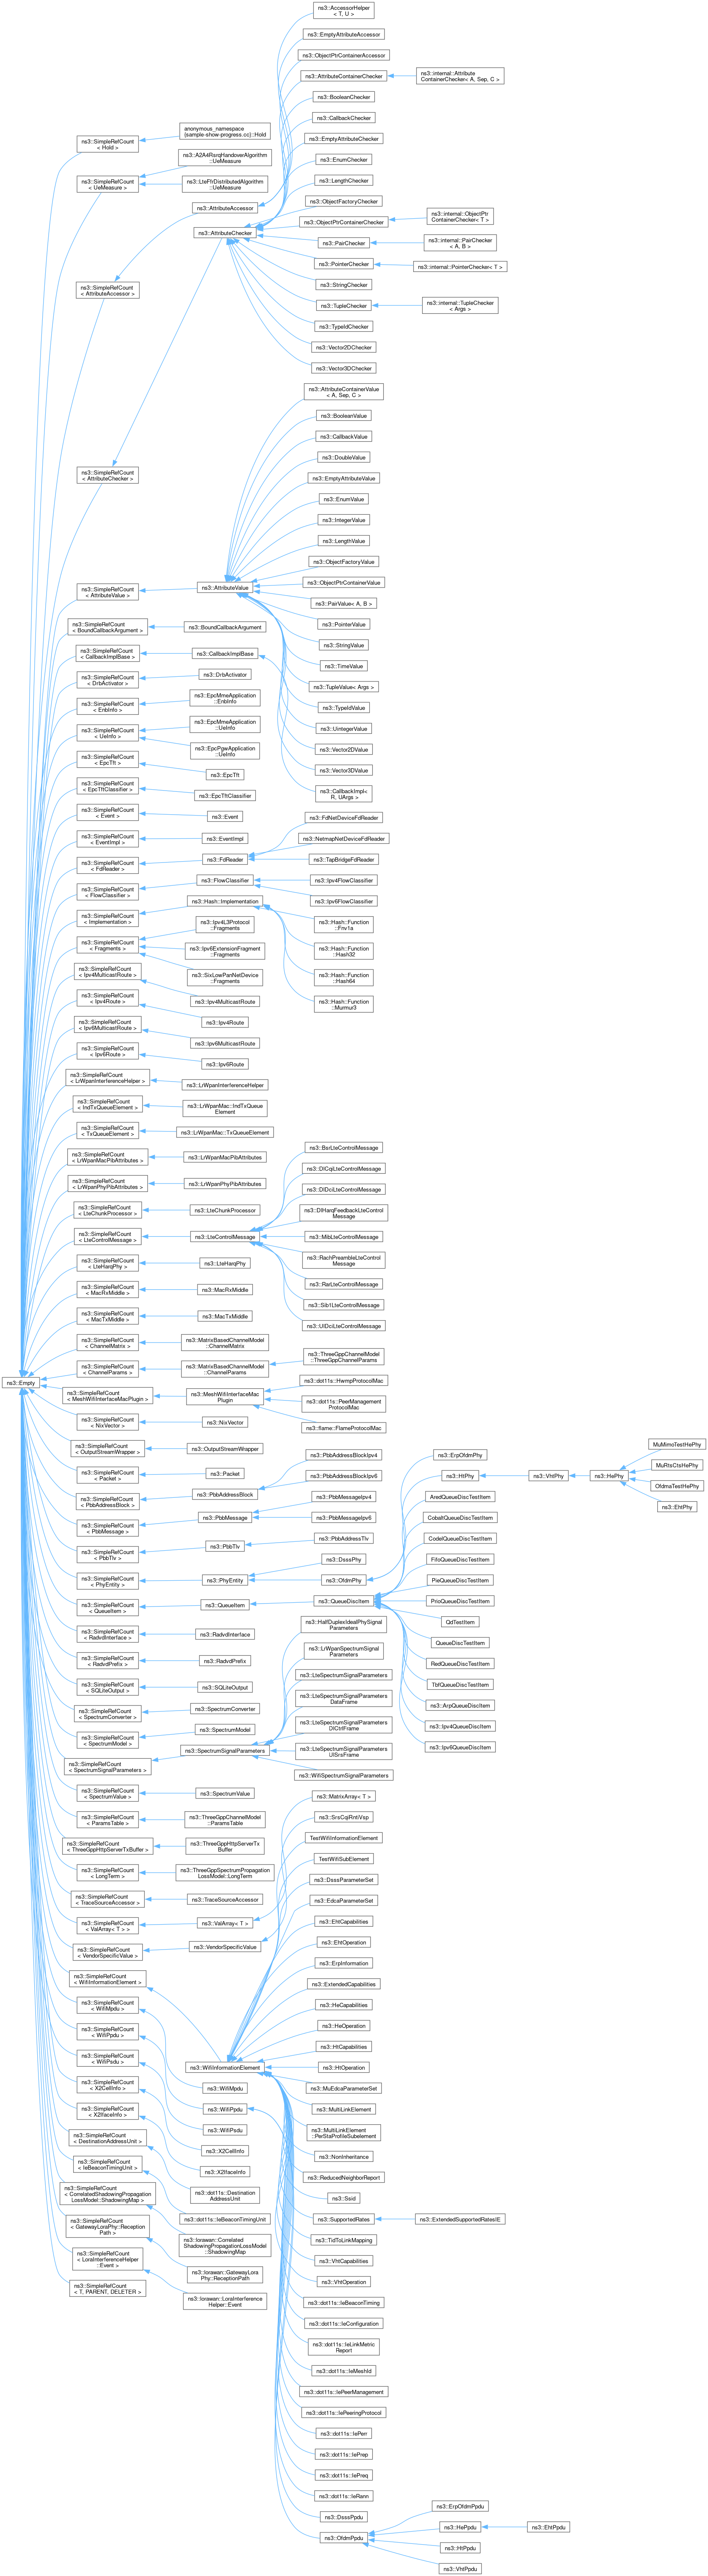 ns3::Empty
ns3::SimpleRefCount
< Hold >
ns3::SimpleRefCount
< UeMeasure >
ns3::SimpleRefCount
< AttributeAccessor >
ns3::SimpleRefCount
< AttributeChecker >
ns3::SimpleRefCount
< AttributeValue >
ns3::SimpleRefCount
< BoundCallbackArgument >
ns3::SimpleRefCount
< CallbackImplBase >
ns3::SimpleRefCount
< DrbActivator >
ns3::SimpleRefCount
< EnbInfo >
ns3::SimpleRefCount
< UeInfo >
ns3::SimpleRefCount
< EpcTft >
ns3::SimpleRefCount
< EpcTftClassifier >
ns3::SimpleRefCount
< Event >
ns3::SimpleRefCount
< EventImpl >
ns3::SimpleRefCount
< FdReader >
ns3::SimpleRefCount
< FlowClassifier >
ns3::SimpleRefCount
< Implementation >
ns3::SimpleRefCount
< Fragments >
ns3::SimpleRefCount
< Ipv4MulticastRoute >
ns3::SimpleRefCount
< Ipv4Route >
ns3::SimpleRefCount
< Ipv6MulticastRoute >
ns3::SimpleRefCount
< Ipv6Route >
ns3::SimpleRefCount
< LrWpanInterferenceHelper >
ns3::SimpleRefCount
< IndTxQueueElement >
ns3::SimpleRefCount
< TxQueueElement >
ns3::SimpleRefCount
< LrWpanMacPibAttributes >
ns3::SimpleRefCount
< LrWpanPhyPibAttributes >
ns3::SimpleRefCount
< LteChunkProcessor >
ns3::SimpleRefCount
< LteControlMessage >
ns3::SimpleRefCount
< LteHarqPhy >
ns3::SimpleRefCount
< MacRxMiddle >
ns3::SimpleRefCount
< MacTxMiddle >
ns3::SimpleRefCount
< ChannelMatrix >
ns3::SimpleRefCount
< ChannelParams >
ns3::SimpleRefCount
< MeshWifiInterfaceMacPlugin >
ns3::SimpleRefCount
< NixVector >
ns3::SimpleRefCount
< OutputStreamWrapper >
ns3::SimpleRefCount
< Packet >
ns3::SimpleRefCount
< PbbAddressBlock >
ns3::SimpleRefCount
< PbbMessage >
ns3::SimpleRefCount
< PbbTlv >
ns3::SimpleRefCount
< PhyEntity >
ns3::SimpleRefCount
< QueueItem >
ns3::SimpleRefCount
< RadvdInterface >
ns3::SimpleRefCount
< RadvdPrefix >
ns3::SimpleRefCount
< SQLiteOutput >
ns3::SimpleRefCount
< SpectrumConverter >
ns3::SimpleRefCount
< SpectrumModel >
ns3::SimpleRefCount
< SpectrumSignalParameters >
ns3::SimpleRefCount
< SpectrumValue >
ns3::SimpleRefCount
< ParamsTable >
ns3::SimpleRefCount
< ThreeGppHttpServerTxBuffer >
ns3::SimpleRefCount
< LongTerm >
ns3::SimpleRefCount
< TraceSourceAccessor >
ns3::SimpleRefCount
< ValArray< T > >
ns3::SimpleRefCount
< VendorSpecificValue >
ns3::SimpleRefCount
< WifiInformationElement >
ns3::SimpleRefCount
< WifiMpdu >
ns3::SimpleRefCount
< WifiPpdu >
ns3::SimpleRefCount
< WifiPsdu >
ns3::SimpleRefCount
< X2CellInfo >
ns3::SimpleRefCount
< X2IfaceInfo >
ns3::SimpleRefCount
< DestinationAddressUnit >
ns3::SimpleRefCount
< IeBeaconTimingUnit >
ns3::SimpleRefCount
< CorrelatedShadowingPropagation
LossModel::ShadowingMap >
ns3::SimpleRefCount
< GatewayLoraPhy::Reception
Path >
ns3::SimpleRefCount
< LoraInterferenceHelper
::Event >
ns3::SimpleRefCount
< T, PARENT, DELETER >
anonymous_namespace
{sample-show-progress.cc}::Hold
ns3::A2A4RsrqHandoverAlgorithm
::UeMeasure
ns3::LteFfrDistributedAlgorithm
::UeMeasure
ns3::AttributeAccessor
ns3::AttributeChecker
ns3::AttributeValue
ns3::BoundCallbackArgument
ns3::CallbackImplBase
ns3::DrbActivator
ns3::EpcMmeApplication
::EnbInfo
ns3::EpcMmeApplication
::UeInfo
ns3::EpcPgwApplication
::UeInfo
ns3::EpcTft
ns3::EpcTftClassifier
ns3::Event
ns3::EventImpl
ns3::FdReader
ns3::FlowClassifier
ns3::Hash::Implementation
ns3::Ipv4L3Protocol
::Fragments
ns3::Ipv6ExtensionFragment
::Fragments
ns3::SixLowPanNetDevice
::Fragments
ns3::Ipv4MulticastRoute
ns3::Ipv4Route
ns3::Ipv6MulticastRoute
ns3::Ipv6Route
ns3::LrWpanInterferenceHelper
ns3::LrWpanMac::IndTxQueue
Element
ns3::LrWpanMac::TxQueueElement
ns3::LrWpanMacPibAttributes
ns3::LrWpanPhyPibAttributes
ns3::LteChunkProcessor
ns3::LteControlMessage
ns3::LteHarqPhy
ns3::MacRxMiddle
ns3::MacTxMiddle
ns3::MatrixBasedChannelModel
::ChannelMatrix
ns3::MatrixBasedChannelModel
::ChannelParams
ns3::MeshWifiInterfaceMac
Plugin
ns3::NixVector
ns3::OutputStreamWrapper
ns3::Packet
ns3::PbbAddressBlock
ns3::PbbMessage
ns3::PbbTlv
ns3::PhyEntity
ns3::QueueItem
ns3::RadvdInterface
ns3::RadvdPrefix
ns3::SQLiteOutput
ns3::SpectrumConverter
ns3::SpectrumModel
ns3::SpectrumSignalParameters
ns3::SpectrumValue
ns3::ThreeGppChannelModel
::ParamsTable
ns3::ThreeGppHttpServerTx
Buffer
ns3::ThreeGppSpectrumPropagation
LossModel::LongTerm
ns3::TraceSourceAccessor
ns3::ValArray< T >
ns3::VendorSpecificValue
ns3::WifiInformationElement
ns3::WifiMpdu
ns3::WifiPpdu
ns3::WifiPsdu
ns3::X2CellInfo
ns3::X2IfaceInfo
ns3::dot11s::Destination
AddressUnit
ns3::dot11s::IeBeaconTimingUnit
ns3::lorawan::Correlated
ShadowingPropagationLossModel
::ShadowingMap
ns3::lorawan::GatewayLora
Phy::ReceptionPath
ns3::lorawan::LoraInterference
Helper::Event
ns3::AccessorHelper
< T, U >
ns3::EmptyAttributeAccessor
ns3::ObjectPtrContainerAccessor
ns3::AttributeContainerChecker
ns3::BooleanChecker
ns3::CallbackChecker
ns3::EmptyAttributeChecker
ns3::EnumChecker
ns3::LengthChecker
ns3::ObjectFactoryChecker
ns3::ObjectPtrContainerChecker
ns3::PairChecker
ns3::PointerChecker
ns3::StringChecker
ns3::TupleChecker
ns3::TypeIdChecker
ns3::Vector2DChecker
ns3::Vector3DChecker
ns3::AttributeContainerValue
< A, Sep, C >
ns3::BooleanValue
ns3::CallbackValue
ns3::DoubleValue
ns3::EmptyAttributeValue
ns3::EnumValue
ns3::IntegerValue
ns3::LengthValue
ns3::ObjectFactoryValue
ns3::ObjectPtrContainerValue
ns3::PairValue< A, B >
ns3::PointerValue
ns3::StringValue
ns3::TimeValue
ns3::TupleValue< Args >
ns3::TypeIdValue
ns3::UintegerValue
ns3::Vector2DValue
ns3::Vector3DValue
ns3::CallbackImpl<
R, UArgs >
ns3::FdNetDeviceFdReader
ns3::NetmapNetDeviceFdReader
ns3::TapBridgeFdReader
ns3::Ipv4FlowClassifier
ns3::Ipv6FlowClassifier
ns3::Hash::Function
::Fnv1a
ns3::Hash::Function
::Hash32
ns3::Hash::Function
::Hash64
ns3::Hash::Function
::Murmur3
ns3::BsrLteControlMessage
ns3::DlCqiLteControlMessage
ns3::DlDciLteControlMessage
ns3::DlHarqFeedbackLteControl
Message
ns3::MibLteControlMessage
ns3::RachPreambleLteControl
Message
ns3::RarLteControlMessage
ns3::Sib1LteControlMessage
ns3::UlDciLteControlMessage
ns3::ThreeGppChannelModel
::ThreeGppChannelParams
ns3::dot11s::HwmpProtocolMac
ns3::dot11s::PeerManagement
ProtocolMac
ns3::flame::FlameProtocolMac
ns3::PbbAddressBlockIpv4
ns3::PbbAddressBlockIpv6
ns3::PbbMessageIpv4
ns3::PbbMessageIpv6
ns3::PbbAddressTlv
ns3::DsssPhy
ns3::OfdmPhy
ns3::QueueDiscItem
ns3::HalfDuplexIdealPhySignal
Parameters
ns3::LrWpanSpectrumSignal
Parameters
ns3::LteSpectrumSignalParameters
ns3::LteSpectrumSignalParameters
DataFrame
ns3::LteSpectrumSignalParameters
DlCtrlFrame
ns3::LteSpectrumSignalParameters
UlSrsFrame
ns3::WifiSpectrumSignalParameters
ns3::MatrixArray< T >
ns3::SrsCqiRntiVsp
TestWifiInformationElement
TestWifiSubElement
ns3::DsssParameterSet
ns3::EdcaParameterSet
ns3::EhtCapabilities
ns3::EhtOperation
ns3::ErpInformation
ns3::ExtendedCapabilities
ns3::HeCapabilities
ns3::HeOperation
ns3::HtCapabilities
ns3::HtOperation
ns3::MuEdcaParameterSet
ns3::MultiLinkElement
ns3::MultiLinkElement
::PerStaProfileSubelement
ns3::NonInheritance
ns3::ReducedNeighborReport
ns3::Ssid
ns3::SupportedRates
ns3::TidToLinkMapping
ns3::VhtCapabilities
ns3::VhtOperation
ns3::dot11s::IeBeaconTiming
ns3::dot11s::IeConfiguration
ns3::dot11s::IeLinkMetric
Report
ns3::dot11s::IeMeshId
ns3::dot11s::IePeerManagement
ns3::dot11s::IePeeringProtocol
ns3::dot11s::IePerr
ns3::dot11s::IePrep
ns3::dot11s::IePreq
ns3::dot11s::IeRann
ns3::DsssPpdu
ns3::OfdmPpdu
ns3::internal::Attribute
ContainerChecker< A, Sep, C >
ns3::internal::ObjectPtr
ContainerChecker< T >
ns3::internal::PairChecker
< A, B >
ns3::internal::PointerChecker< T >
ns3::internal::TupleChecker
< Args >
ns3::ErpOfdmPhy
ns3::HtPhy
AredQueueDiscTestItem
CobaltQueueDiscTestItem
CodelQueueDiscTestItem
FifoQueueDiscTestItem
PieQueueDiscTestItem
PrioQueueDiscTestItem
QdTestItem
QueueDiscTestItem
RedQueueDiscTestItem
TbfQueueDiscTestItem
ns3::ArpQueueDiscItem
ns3::Ipv4QueueDiscItem
ns3::Ipv6QueueDiscItem
ns3::ExtendedSupportedRatesIE
ns3::ErpOfdmPpdu
ns3::HePpdu
ns3::HtPpdu
ns3::VhtPpdu
ns3::VhtPhy
ns3::EhtPpdu
ns3::HePhy
MuMimoTestHePhy
MuRtsCtsHePhy
OfdmaTestHePhy
ns3::EhtPhy